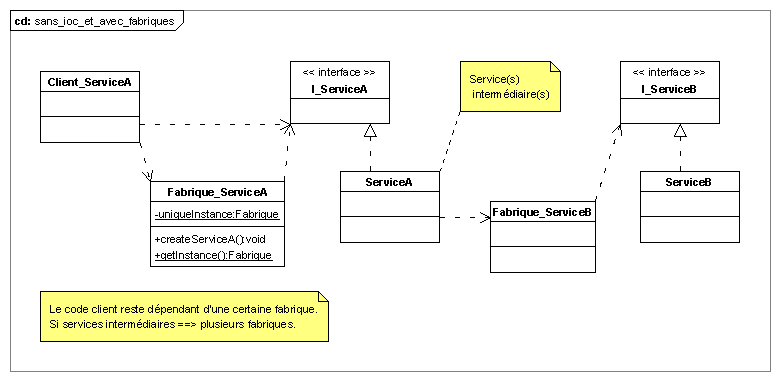 cd: sans_ioc_et_avec_fabriques
Client_ServiceA
<< interface >>
I_ServiceA
Service(s)
intermédiaire(s)
<< interface >>
I_ServiceB
Fabrique_ServiceA
-uniqueInstance:Fabrique
+createServiceA():void
+getInstance():Fabrique
ServiceA
Fabrique_ServiceB
ServiceB
Le code client reste dépendant d'une certaine fabrique.
Si services intermédiaires ==> plusieurs fabriques.